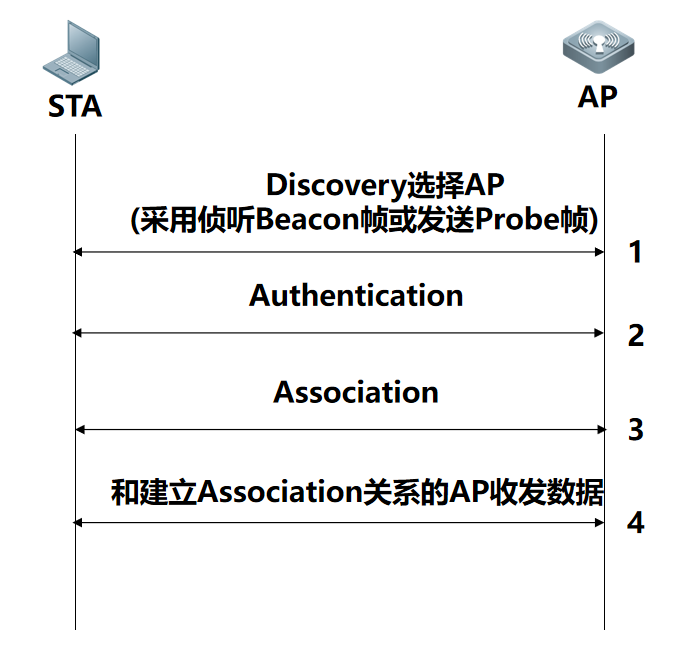 STA
AP
Discovery选择AP
(采用侦听Beacon帧或发送Probe帧)
1
Authentication
2
Association
3
和建立Association关系的AP收发数据
4